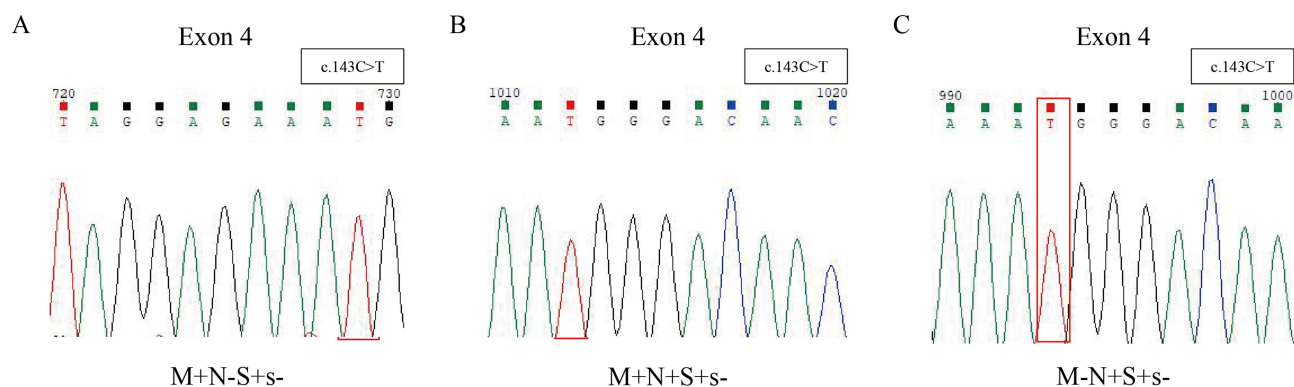 A
Exon 4
c.143C>T
720 730
T A G G A G A A A T G
M+N-S+s-
B
Exon 4
c.143C>T
1010 1020
A A T G G G A C A A C
M+N+S+s-
C
Exon 4
c.143C>T
990 1000
A A A T G G G A C A A
M-N+S+s-